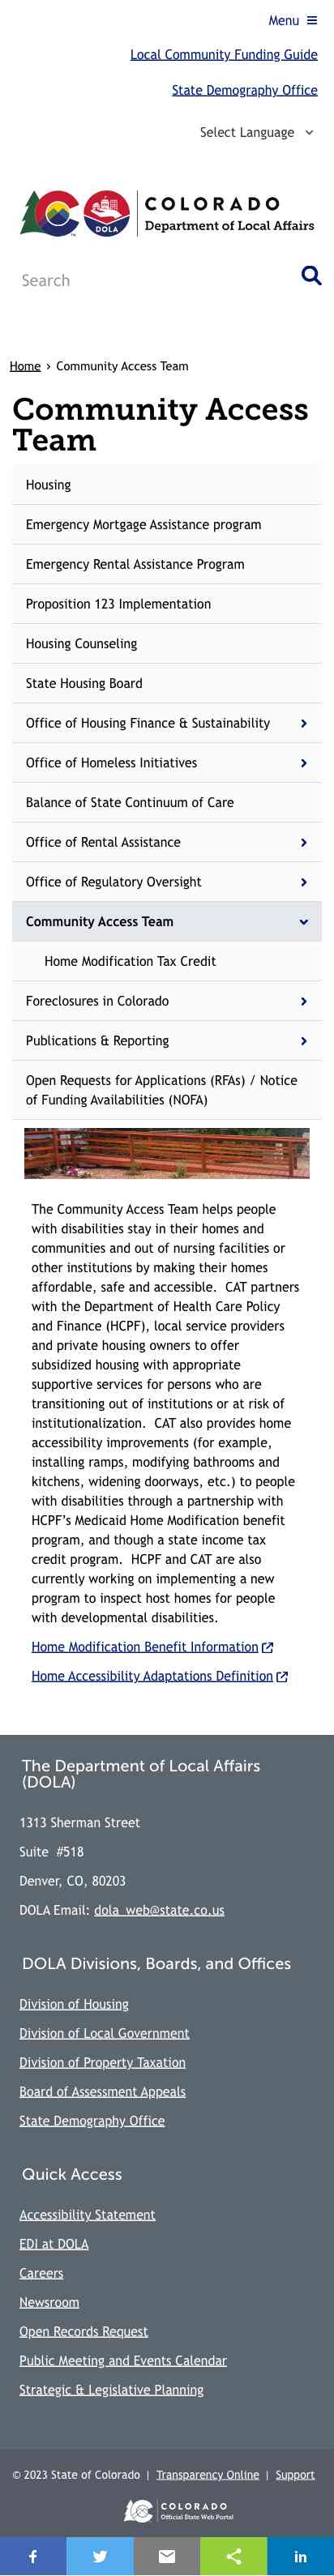 Menu
Local Community Funding Guide
State Demography Office
Select Language
C
DOLA
COLORADO
Department of Local Affairs
Search
Home › Community Access Team
Community Access
Team
Housing
Emergency Mortgage Assistance program
Emergency Rental Assistance Program
Proposition 123 Implementation
Housing Counseling
State Housing Board
Office of Housing Finance & Sustainability
Office of Homeless Initiatives
Balance of State Continuum of Care
Office of Rental Assistance
Office of Regulatory Oversight
Community Access Team
Home Modification Tax Credit
Foreclosures in Colorado
Publications & Reporting
Open Requests for Applications (RFAs) / Notice
of Funding Availabilities (NOFA)
The Community Access Team helps people
with disabilities stay in their homes and
communities and out of nursing facilities or
other institutions by making their homes
affordable, safe and accessible.  CAT partners
with the Department of Health Care Policy
and Finance (HCPF), local service providers
and private housing owners to offer
subsidized housing with appropriate
supportive services for persons who are
transitioning out of institutions or at risk of
institutionalization.  CAT also provides home
accessibility improvements (for example,
installing ramps, modifying bathrooms and
kitchens, widening doorways, etc.) to people
with disabilities through a partnership with
HCPF’s Medicaid Home Modification benefit
program, and though a state income tax
credit program.  HCPF and CAT are also
currently working on implementing a new
program to inspect host homes for people
with developmental disabilities.
Home Modification Benefit Information
Home Accessibility Adaptations Definition
The Department of Local Affairs
(DOLA)
1313 Sherman Street
Suite  #518
Denver, CO, 80203
DOLA Email: dola_web@state.co.us
DOLA Divisions, Boards, and Offices
Division of Housing
Division of Local Government
Division of Property Taxation
Board of Assessment Appeals
State Demography Office
Quick Access
Accessibility Statement
EDI at DOLA
Careers
Newsroom
Open Records Request
Public Meeting and Events Calendar
Strategic & Legislative Planning
© 2023 State of Colorado | Transparency Online | Support
COLORADO
Official State Web Portal